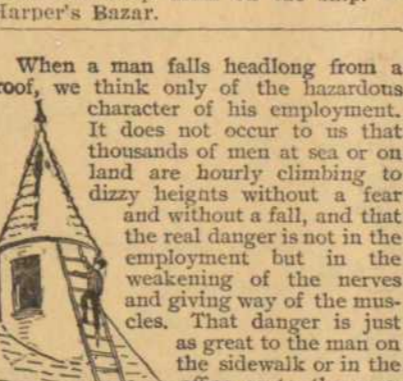 Harper's Bazar.
When a man falls headlong from a
roof, we think only of the hazardous
character of his employment.
It does not occur to us that
thousands of men at sea or on
land are hourly climbing to
dizzy heights without a fear
and without a fall, and that
the real danger is not in the
employment but in the
weakening of the nerves
and giving way of the mus-
cles. That danger is just
as great to the man on
the sidewalk or in the